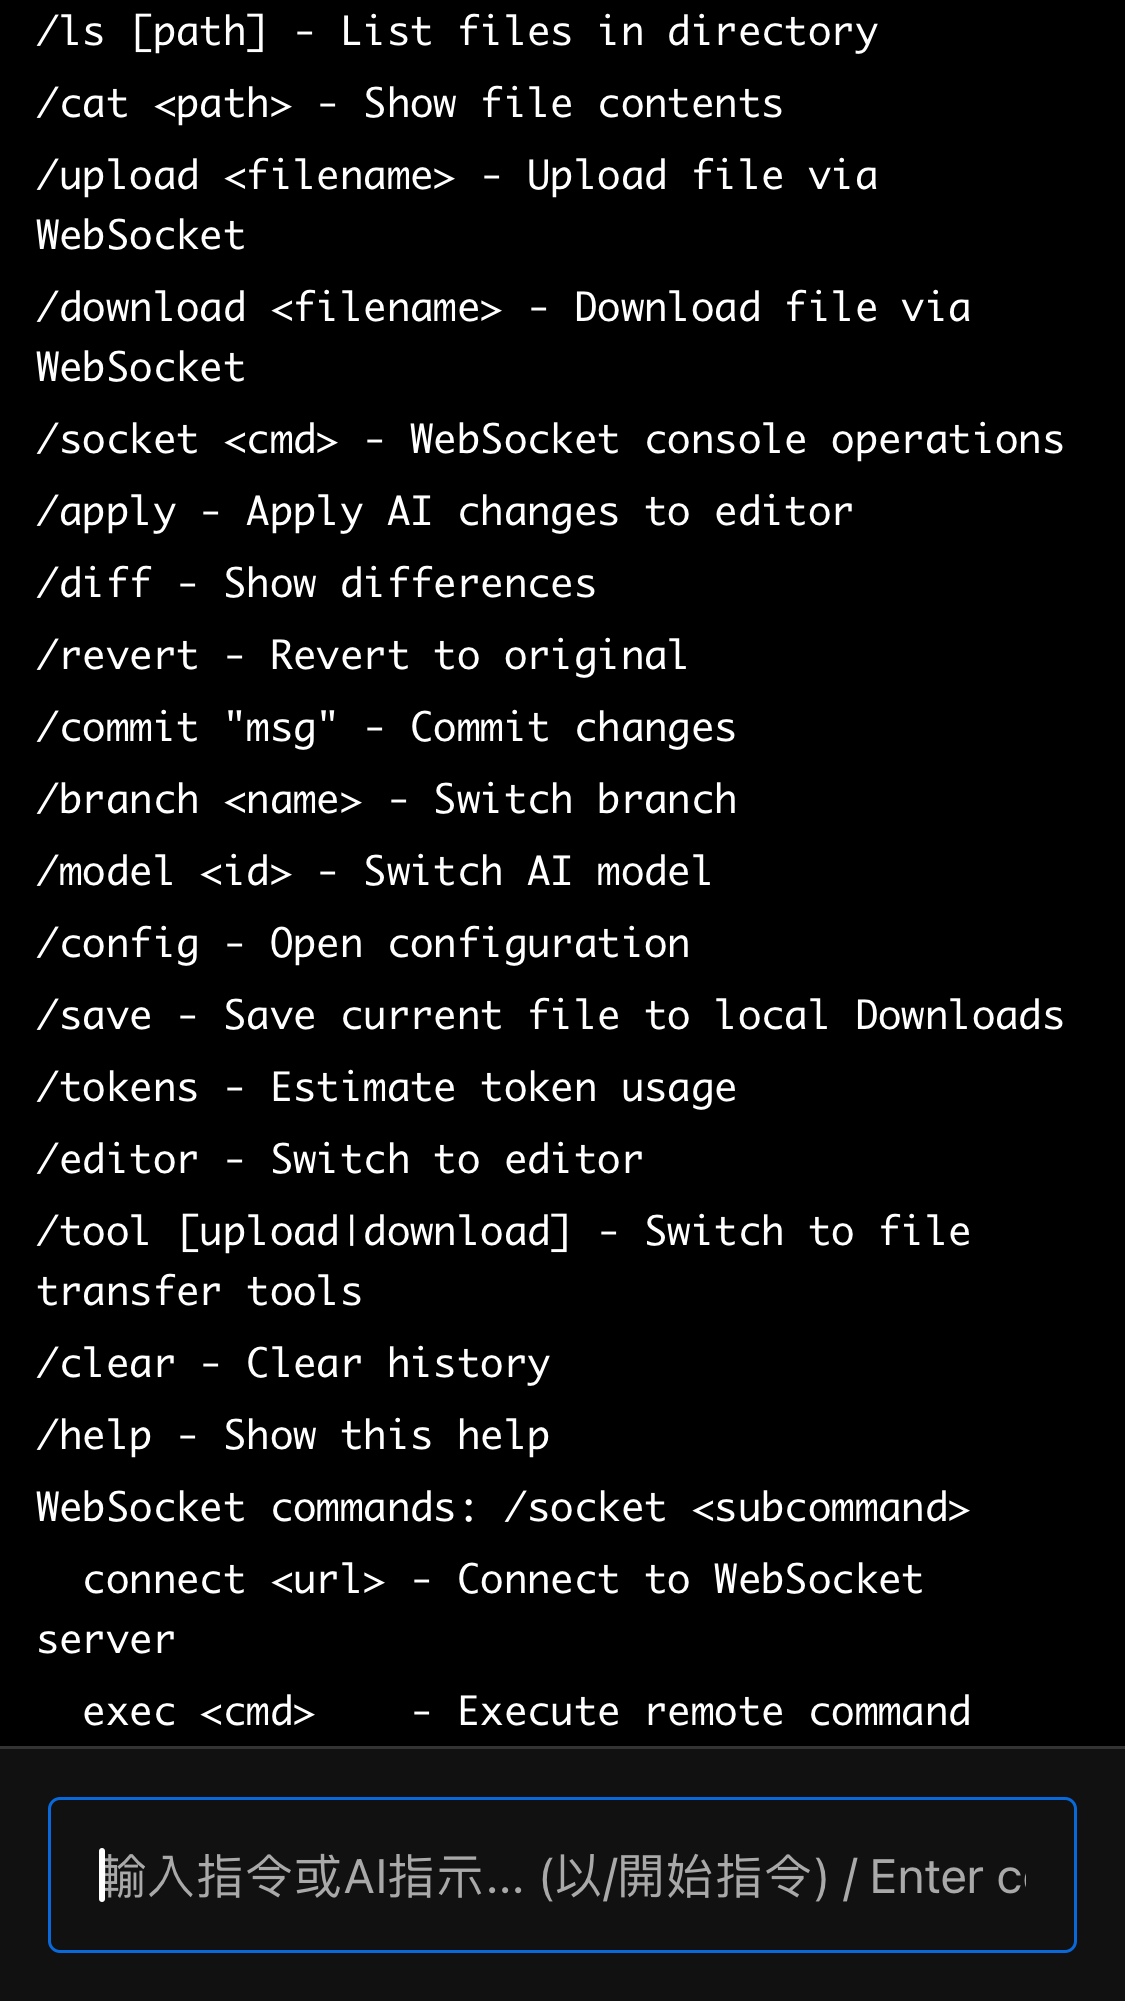 /ls [path] - List files in directory
/cat <path> - Show file contents
/upload <filename> - Upload file via
WebSocket
/download <filename> - Download file via
WebSocket
/socket <cmd> - WebSocket console operations
/apply - Apply AI changes to editor
/diff - Show differences
/revert - Revert to original
/commit "msg" - Commit changes
/branch <name> - Switch branch
/model <id> - Switch AI model
/config - Open configuration
/save - Save current file to local Downloads
/tokens - Estimate token usage
/editor - Switch to editor
/tool [upload|download] - Switch to file
transfer tools
/clear - Clear history
/help - Show this help
WebSocket commands: /socket <subcommand>
  connect <url> - Connect to WebSocket
server
  exec <cmd>    - Execute remote command
輸入指令或AI指示... (以/開始指令) / Enter